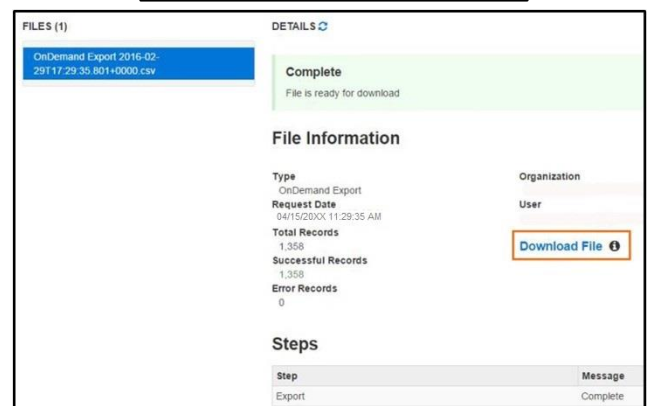 FILES (1)
DETAILS
OnDemand Export 2016-02-
29T17:29:35.801+0000.csv
Complete
File is ready for download
File Information
Type
OnDemand Export
Organization
Request Date
04/15/20XX 11:29:35 AM
User
Total Records
1,358
Download File
Successful Records
1,358
Error Records
0
Steps
Step Message
Export Complete